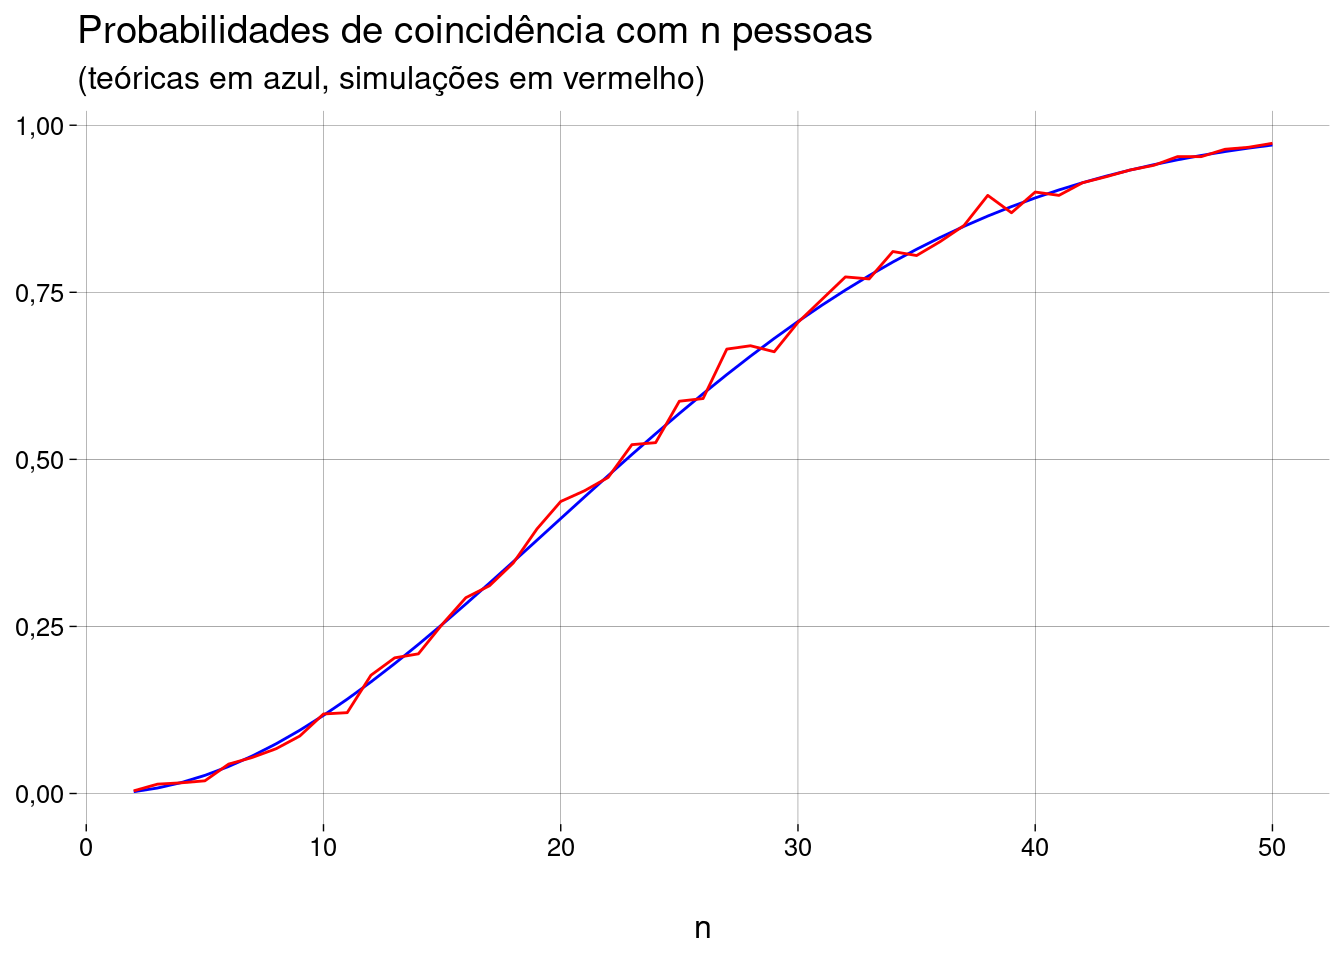 Probabilidades de coincidência com n pessoas
(teóricas em azul, simulações em vermelho)
1,00
0,75
0,50
0,25
0,00
0 10 20 30 40 50
n